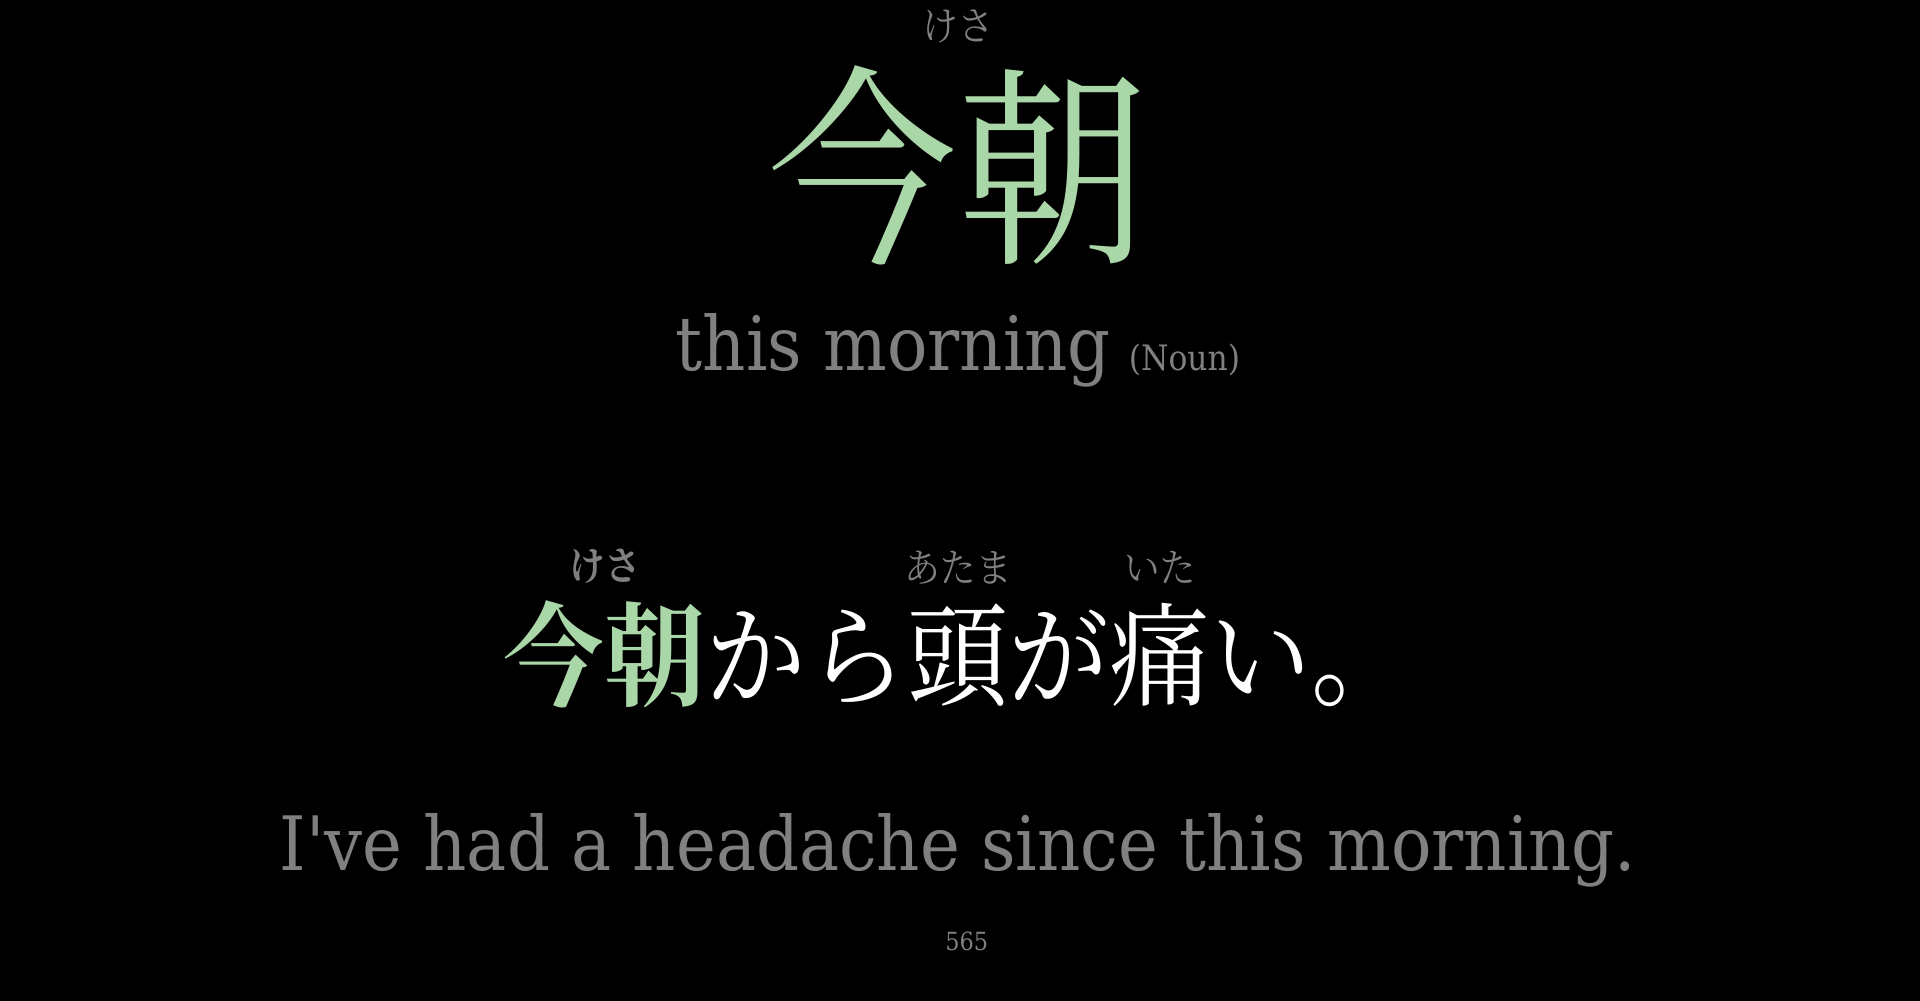 けさ
今朝
this morning (Noun)
けさ あたま いた
今朝から頭が痛い。
I've had a headache since this morning.
565